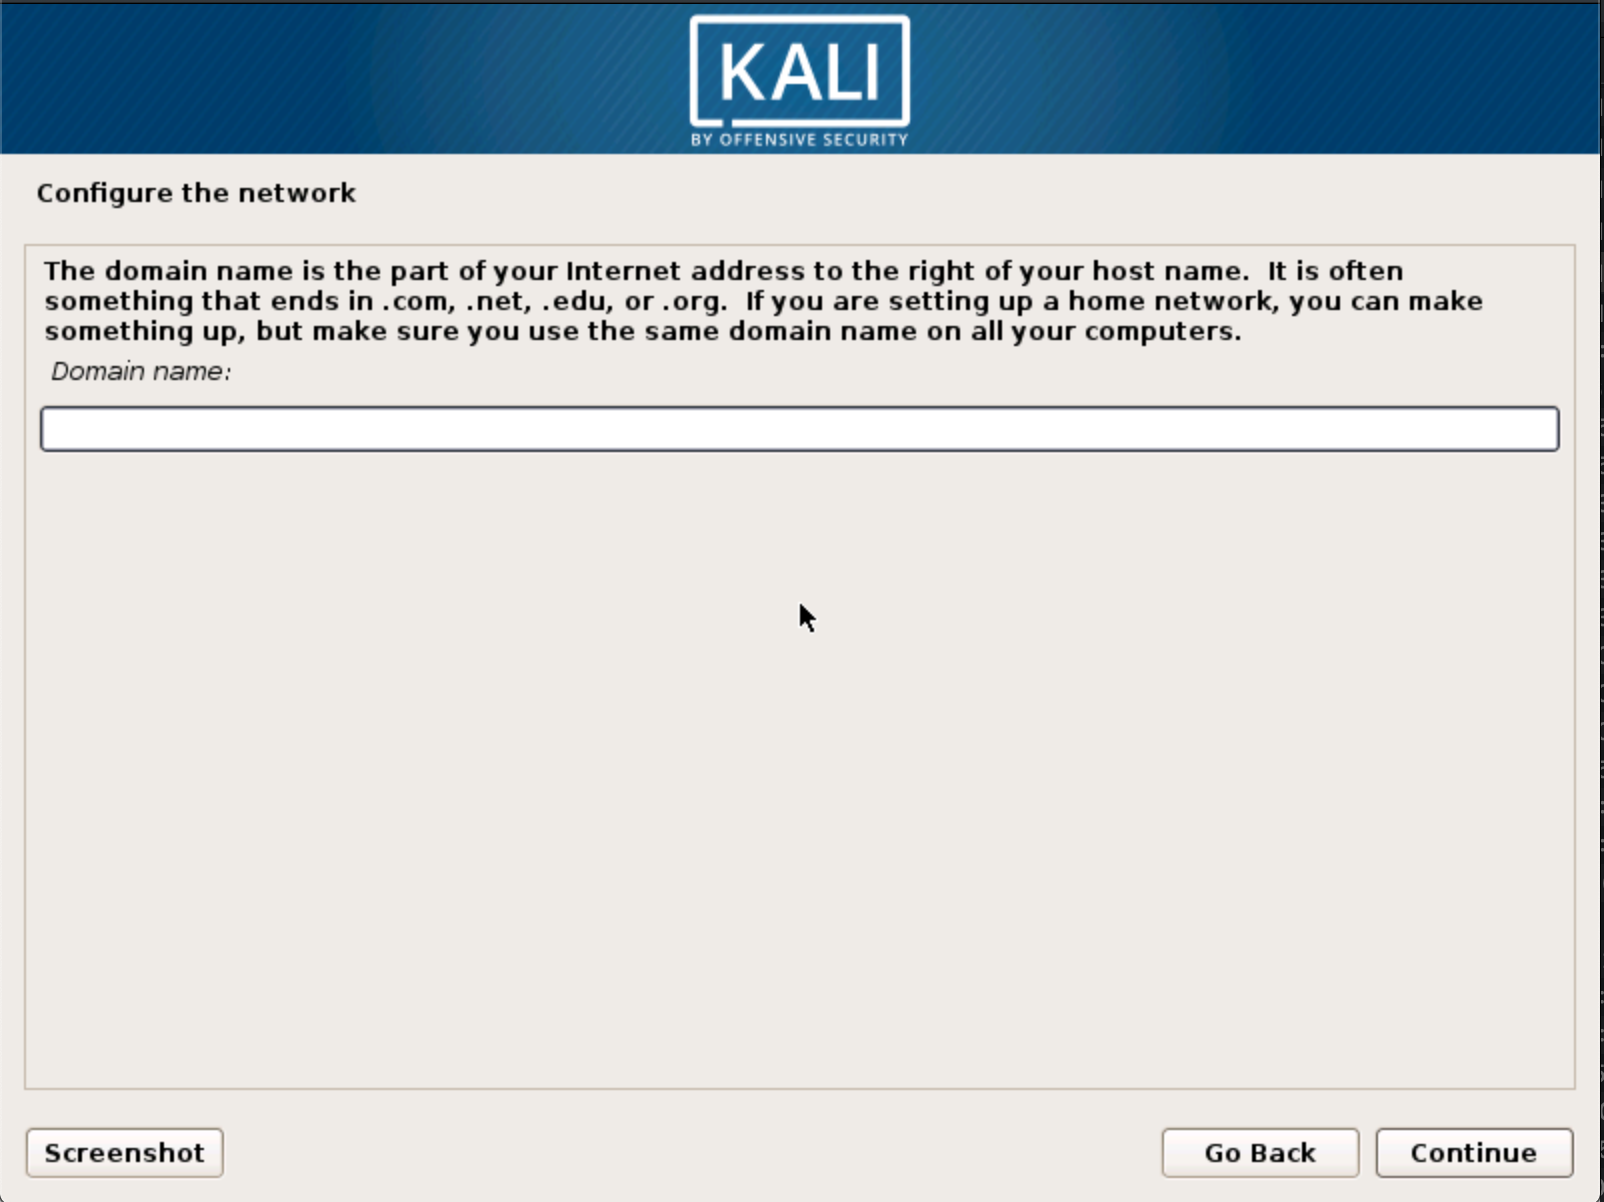 KALI
BY OFFENSIVE SECURITY
Configure the network
The domain name is the part of your Internet address to the right of your host name.  It is often
something that ends in .com, .net, .edu, or .org.  If you are setting up a home network, you can make
something up, but make sure you use the same domain name on all your computers.
Domain name:
Screenshot
Go Back
Continue